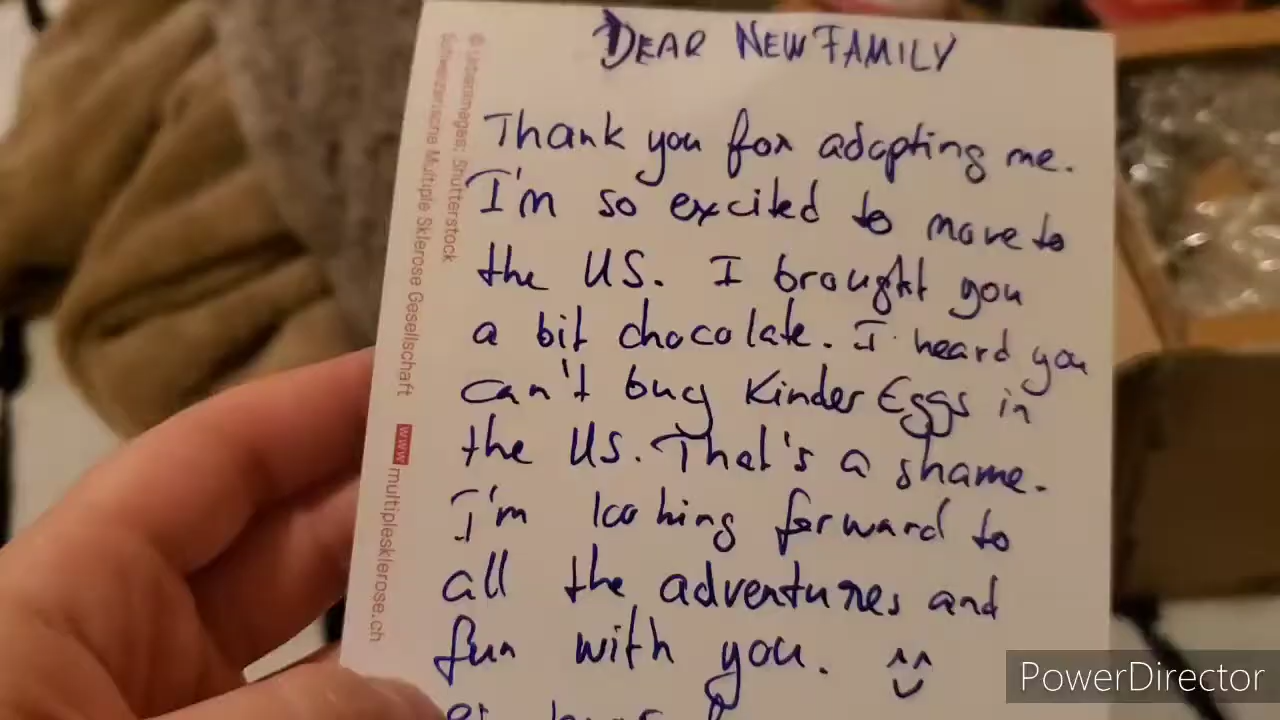 DEAR NEW FAMILY
Thank you for adopting me.
I'm so excited to move to
the US. I brought you
a bit chocolate. I heard you
can't buy Kinder Eggs in
the US. That's a shame.
I'm looking forward to
all the adventures and
fun with you. ^^
© Lizenzimages: Shutterstock
Schweizerische Multiple Sklerose Gesellschaft
www.multiplesklerose.ch
PowerDirector